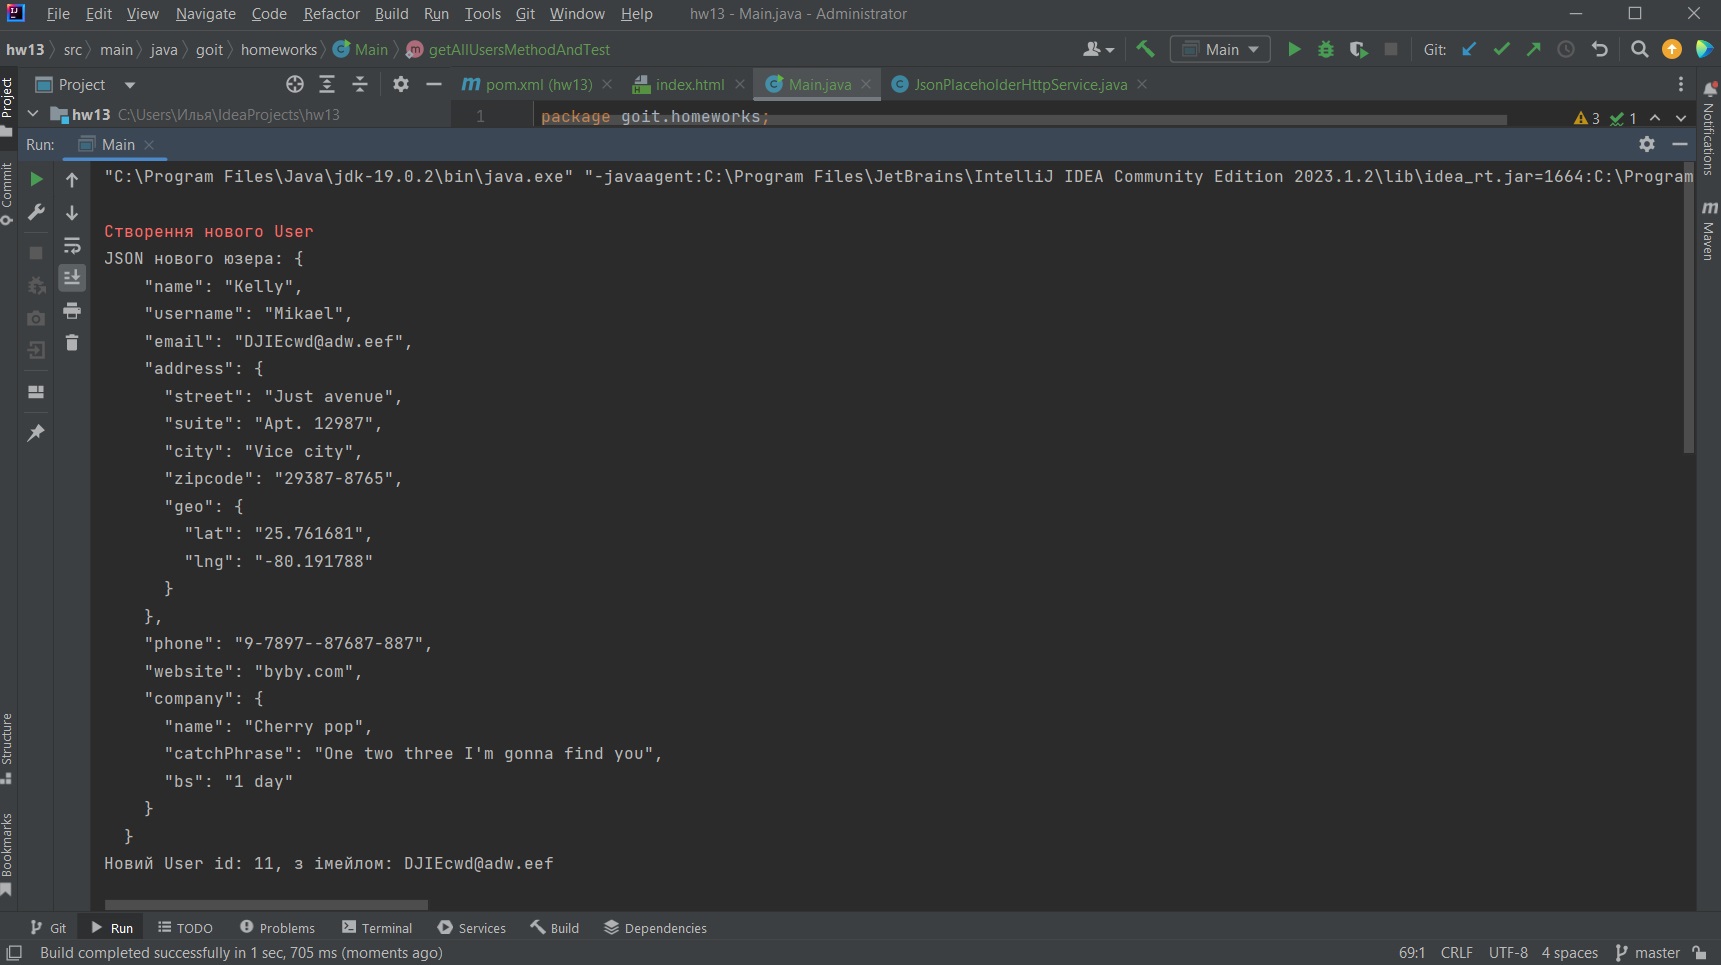 File Edit View Navigate Code Refactor Build Run Tools Git Window Help hw13 - Main.java - Administrator
hw13 src main java goit homeworks Main getAllUsersMethodAndTest Main Git:
Project pom.xml (hw13) index.html Main.java JsonPlaceholderHttpService.java
hw13 C:\Users\Илья\IdeaProjects\hw13 1 package goit.homeworks; 3 1
Run: Main
"C:\Program Files\Java\jdk-19.0.2\bin\java.exe" "-javaagent:C:\Program Files\JetBrains\IntelliJ IDEA Community Edition 2023.1.2\lib\idea_rt.jar=1664:C:\Program
Створення нового User
JSON нового юзера: {
"name": "Kelly",
"username": "Mikael",
"email": "DJIEcwd@adw.eef",
"address": {
"street": "Just avenue",
"suite": "Apt. 12987",
"city": "Vice city",
"zipcode": "29387-8765",
"geo": {
"lat": "25.761681",
"lng": "-80.191788"
}
},
"phone": "9-7897--87687-887",
"website": "byby.com",
"company": {
"name": "Cherry pop",
"catchPhrase": "One two three I'm gonna find you",
"bs": "1 day"
}
}
Новий User id: 11, з імейлом: DJIEcwd@adw.eef
Project
Commit
Structure
Bookmarks
Notifications
Maven
Git Run TODO Problems Terminal Services Build Dependencies
Build completed successfully in 1 sec, 705 ms (moments ago) 69:1 CRLF UTF-8 4 spaces master